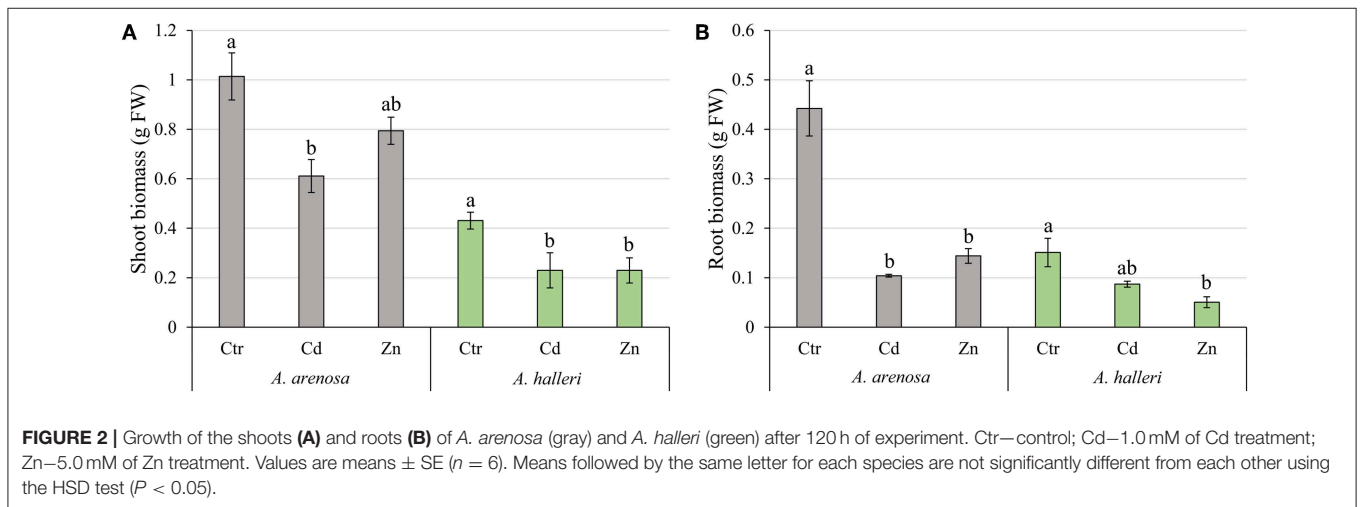 A
Shoot biomass (g FW)
1.2
1
0.8
0.6
0.4
0.2
0
a
b
ab
a
b
b
Ctr Cd Zn Ctr Cd Zn
A. arenosa A. halleri
B
Root biomass (g FW)
0.6
0.5
0.4
0.3
0.2
0.1
0
a
b
b
a
ab
b
Ctr Cd Zn Ctr Cd Zn
A. arenosa A. halleri
FIGURE 2 | Growth of the shoots (A) and roots (B) of A. arenosa (gray) and A. halleri (green) after 120 h of experiment. Ctr—control; Cd—1.0 mM of Cd treatment;
Zn—5.0 mM of Zn treatment. Values are means ± SE (n = 6). Means followed by the same letter for each species are not significantly different from each other using
the HSD test (P < 0.05).